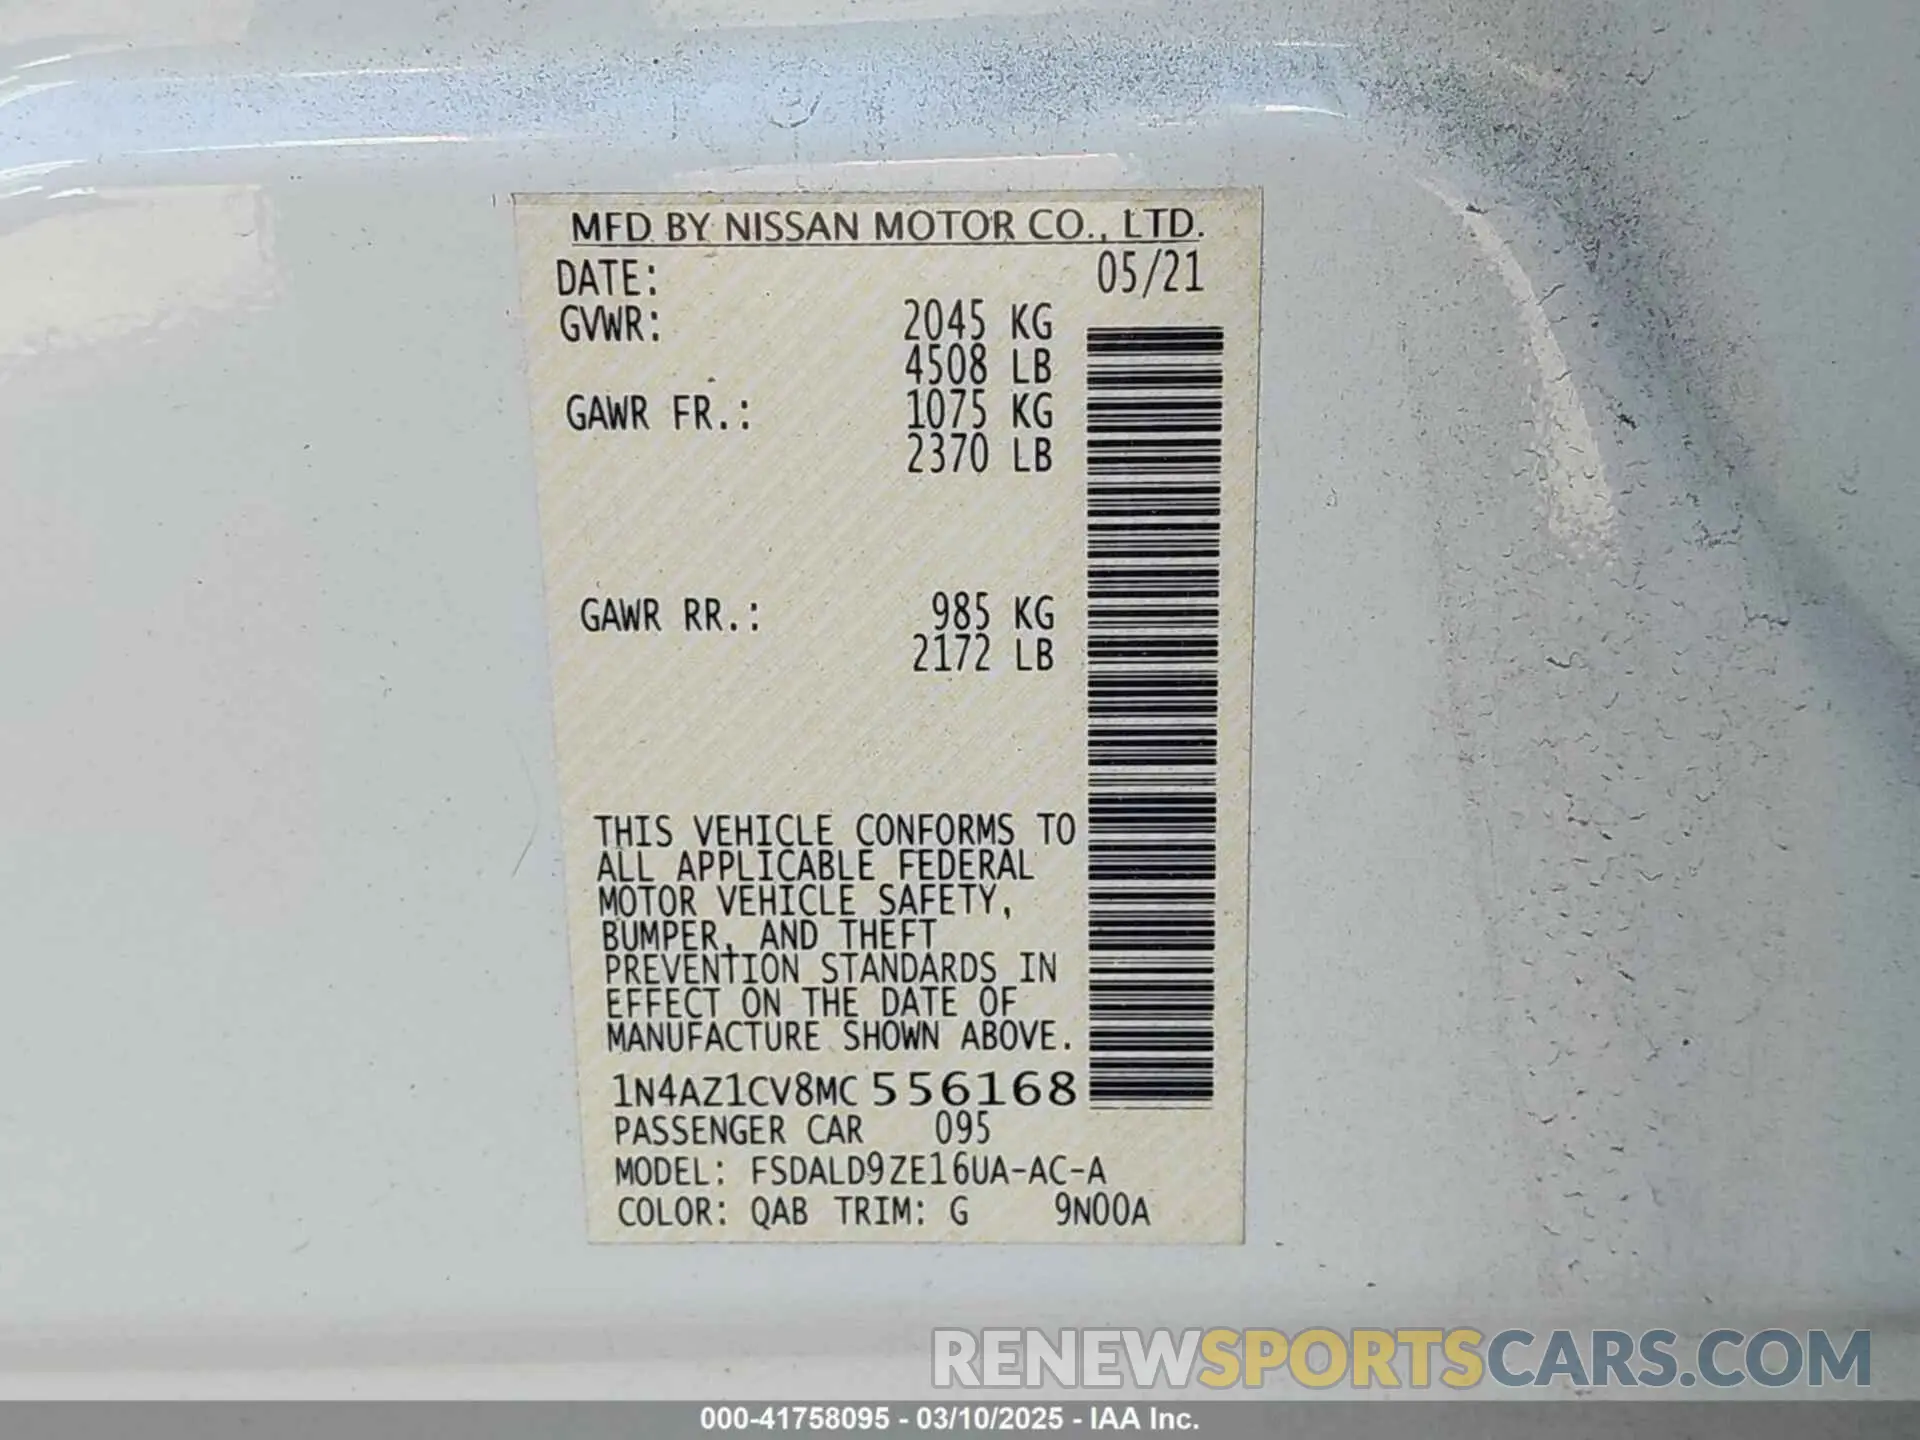 MFD BY NISSAN MOTOR CO., LTD.
DATE: 05/21
GVWR: 2045 KG
4508 LB
GAWR FR.: 1075 KG
2370 LB
GAWR RR.: 985 KG
2172 LB
THIS VEHICLE CONFORMS TO
ALL APPLICABLE FEDERAL
MOTOR VEHICLE SAFETY,
BUMPER, AND THEFT
PREVENTION STANDARDS IN
EFFECT ON THE DATE OF
MANUFACTURE SHOWN ABOVE.
1N4AZ1CV8MC 556168
PASSENGER CAR 095
MODEL: FSDALD9ZE16UA-AC-A
COLOR: QAB TRIM: G 9N00A
RENEWSPORTSCARS.COM
000-41758095 - 03/10/2025 - IAA Inc.